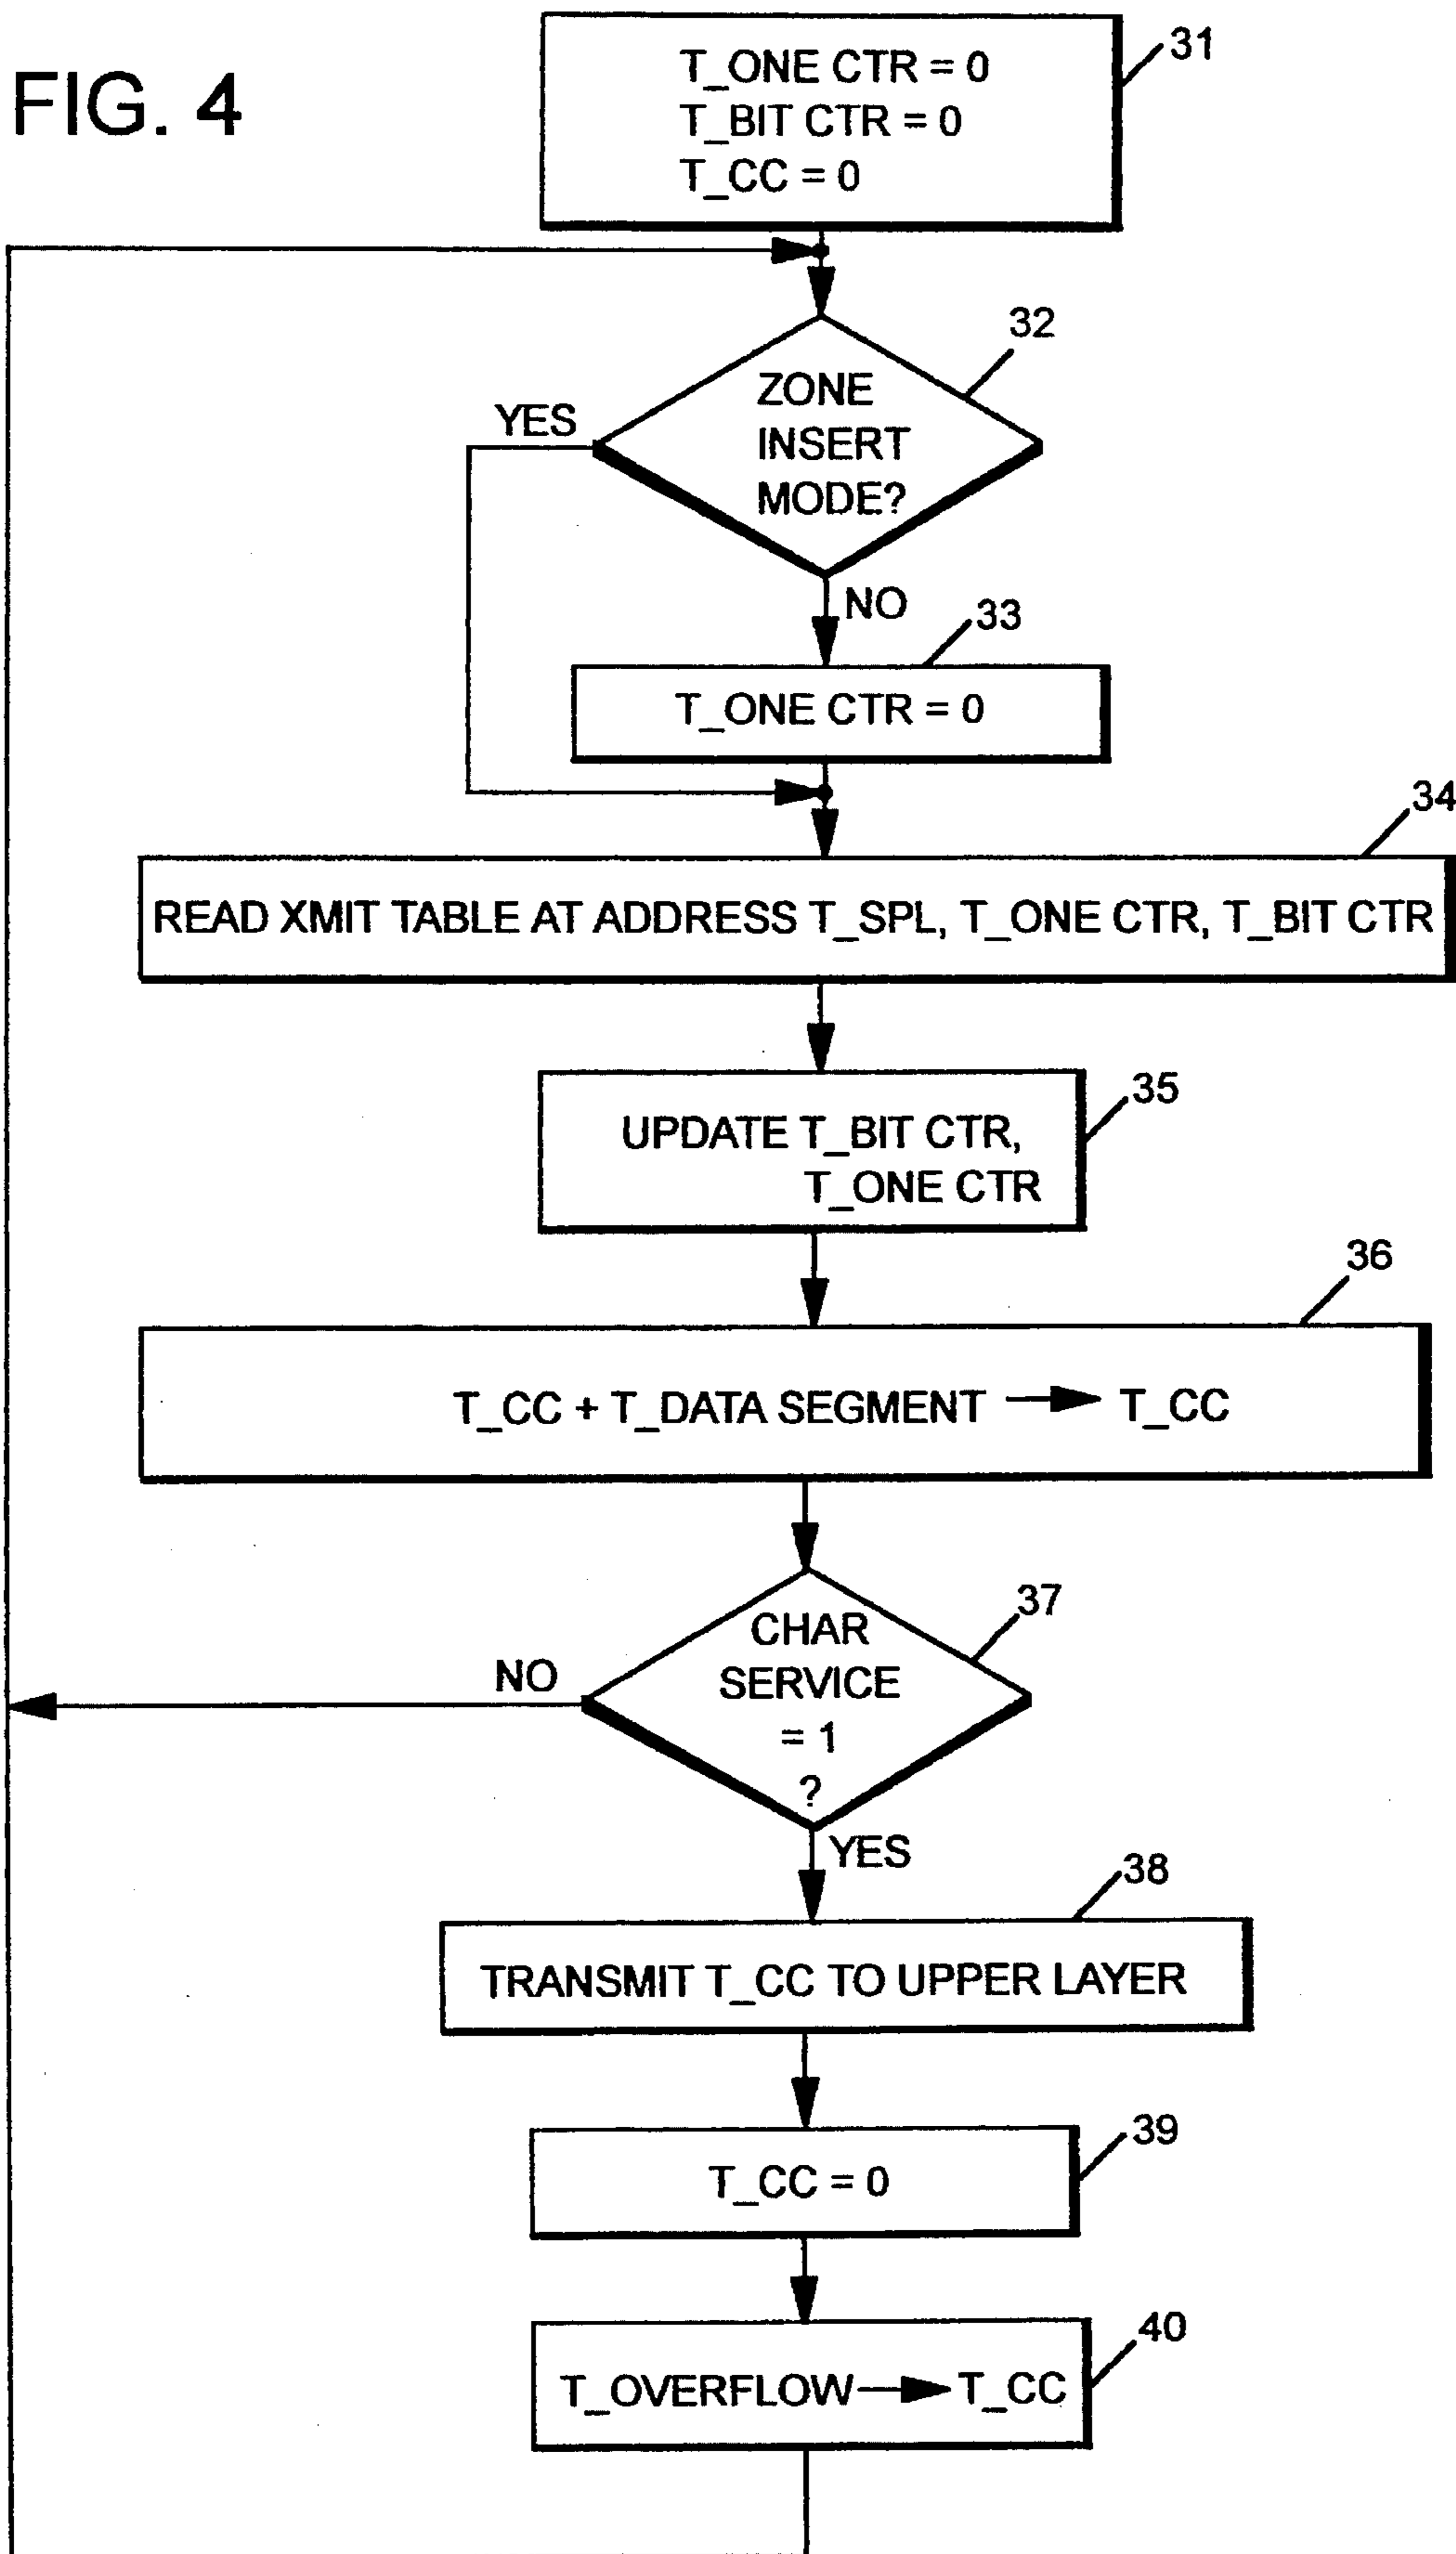 FIG. 4
T_ONE CTR = 0
T_BIT CTR = 0
T_CC = 0
31
32
ZONE
INSERT
MODE?
YES
NO
33
T_ONE CTR = 0
34
READ XMIT TABLE AT ADDRESS T_SPL, T_ONE CTR, T_BIT CTR
35
UPDATE T_BIT CTR,
T_ONE CTR
36
T_CC + T_DATA SEGMENT → T_CC
37
CHAR
SERVICE
= 1
?
NO
YES
38
TRANSMIT T_CC TO UPPER LAYER
39
T_CC = 0
40
T_OVERFLOW → T_CC